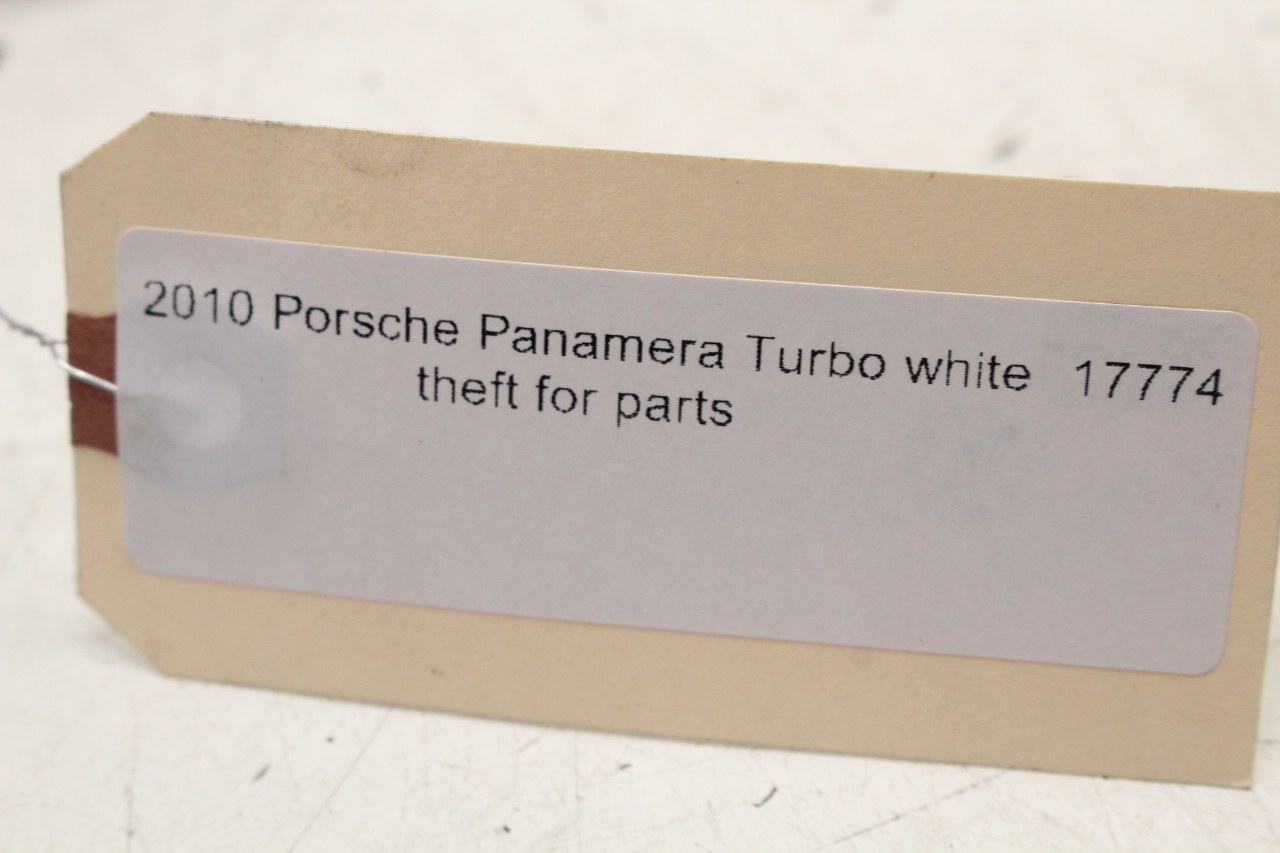 2010 Porsche Panamera Turbo white 17774
theft for parts